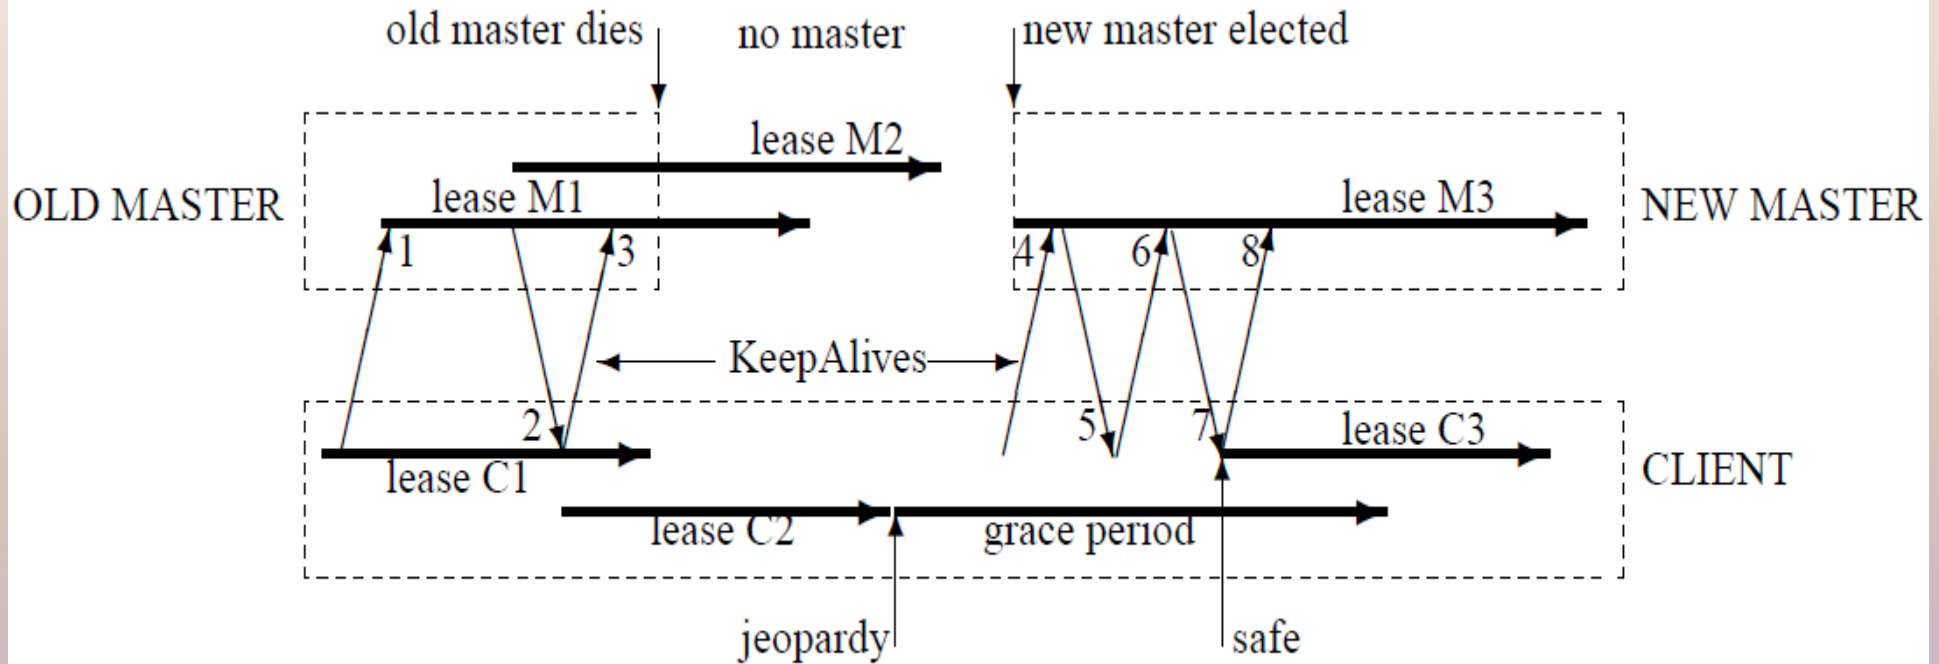 old master dies
no master
new master elected
lease M2
OLD MASTER
lease M1
lease M3
NEW MASTER
1
3
4
6
8
KeepAlives
2
5
7
lease C3
lease C1
CLIENT
lease C2
grace period
jeopardy
safe